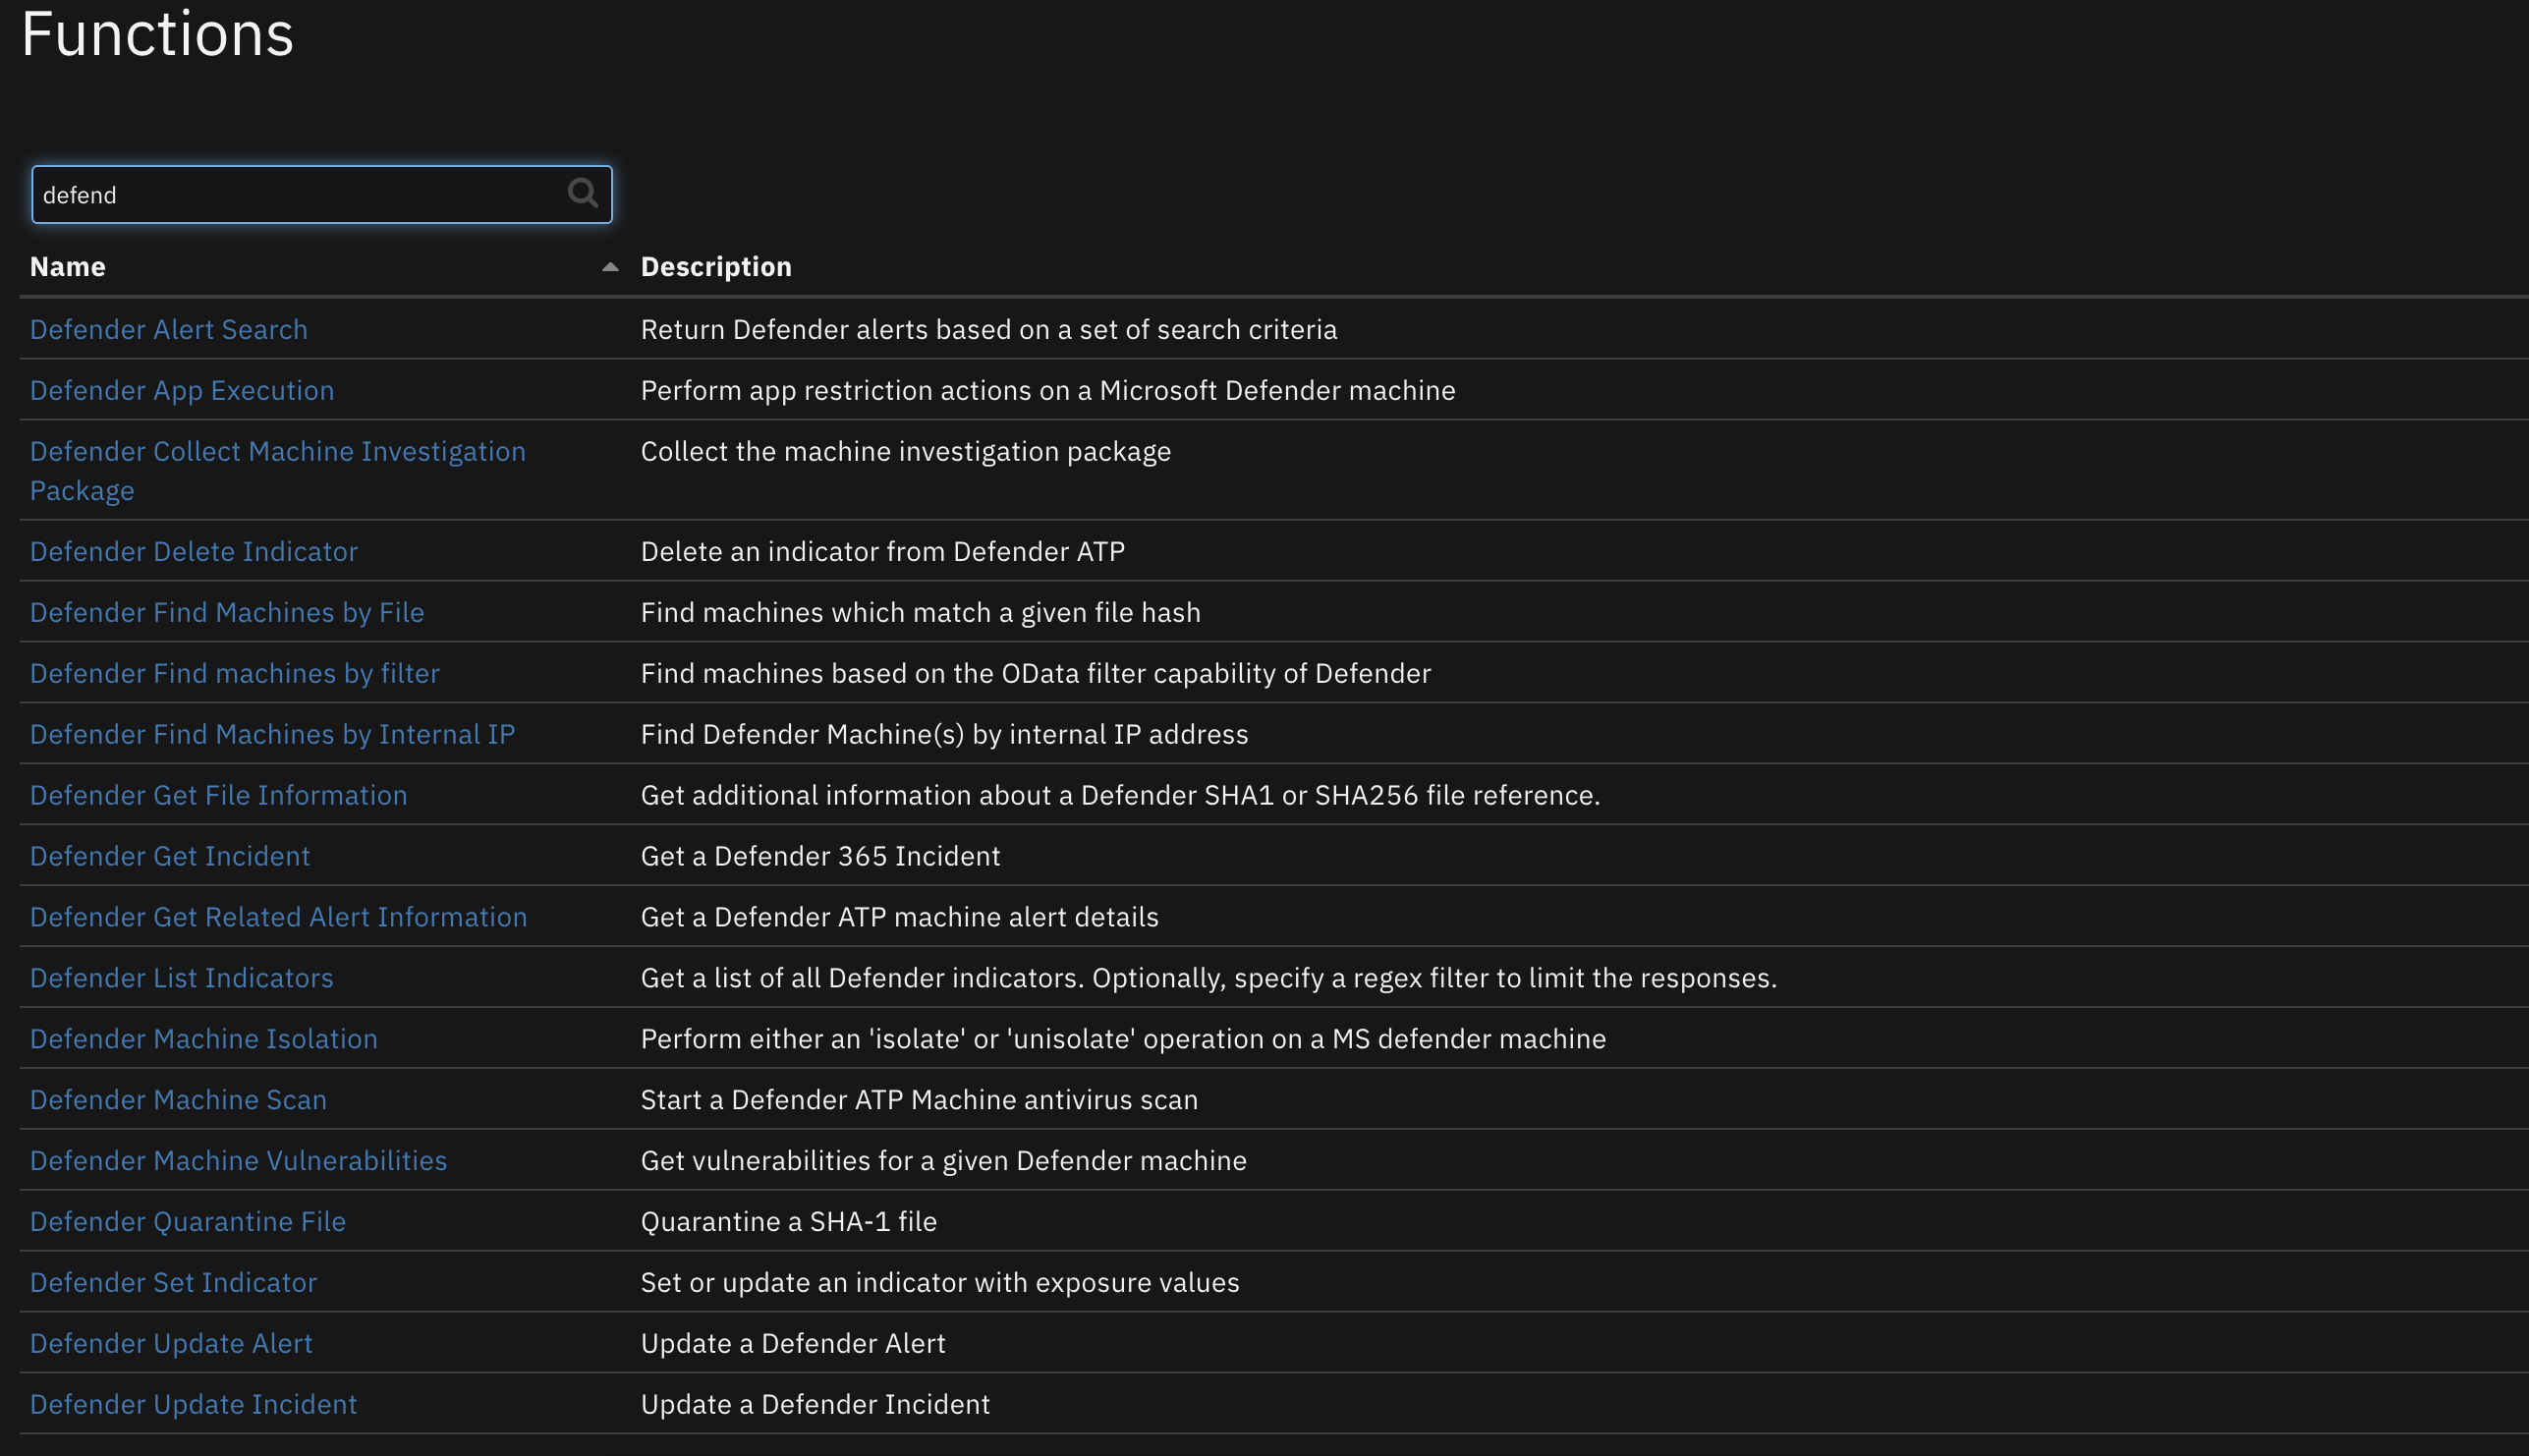 Functions
defend
Name Description
Defender Alert Search Return Defender alerts based on a set of search criteria
Defender App Execution Perform app restriction actions on a Microsoft Defender machine
Defender Collect Machine Investigation Collect the machine investigation package
Package
Defender Delete Indicator Delete an indicator from Defender ATP
Defender Find Machines by File Find machines which match a given file hash
Defender Find machines by filter Find machines based on the OData filter capability of Defender
Defender Find Machines by Internal IP Find Defender Machine(s) by internal IP address
Defender Get File Information Get additional information about a Defender SHA1 or SHA256 file reference.
Defender Get Incident Get a Defender 365 Incident
Defender Get Related Alert Information Get a Defender ATP machine alert details
Defender List Indicators Get a list of all Defender indicators. Optionally, specify a regex filter to limit the responses.
Defender Machine Isolation Perform either an 'isolate' or 'unisolate' operation on a MS defender machine
Defender Machine Scan Start a Defender ATP Machine antivirus scan
Defender Machine Vulnerabilities Get vulnerabilities for a given Defender machine
Defender Quarantine File Quarantine a SHA-1 file
Defender Set Indicator Set or update an indicator with exposure values
Defender Update Alert Update a Defender Alert
Defender Update Incident Update a Defender Incident